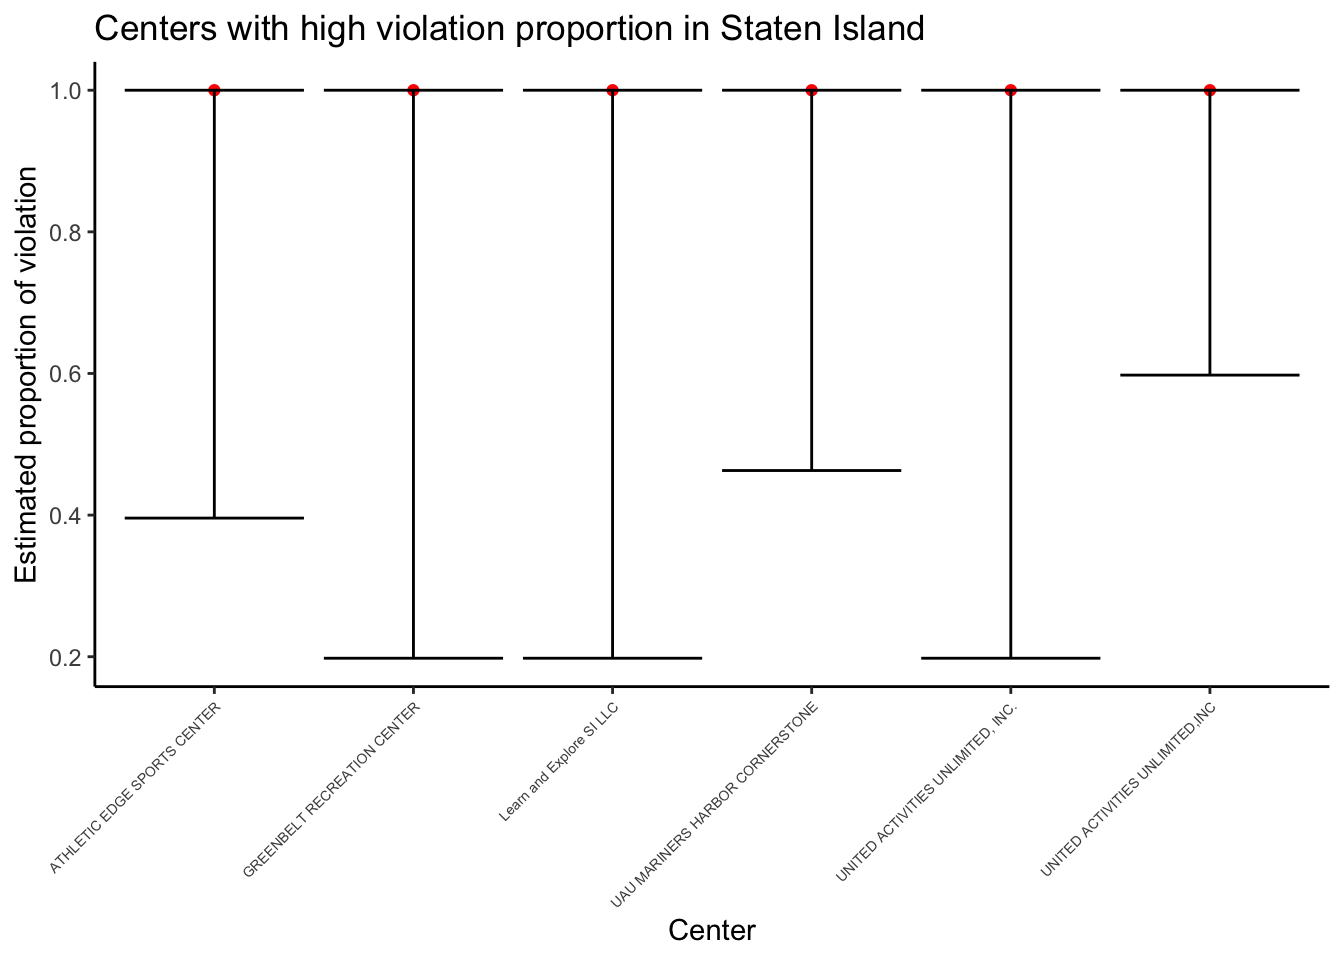 Centers with high violation proportion in Staten Island
Estimated proportion of violation
1.0
0.8
0.6
0.4
0.2
ATHLETIC EDGE SPORTS CENTER
GREENBELT RECREATION CENTER
Learn and Explore SI LLC
UAU MARINERS HARBOR CORNERSTONE
UNITED ACTIVITIES UNLIMITED, INC.
UNITED ACTIVITIES UNLIMITED,INC
Center